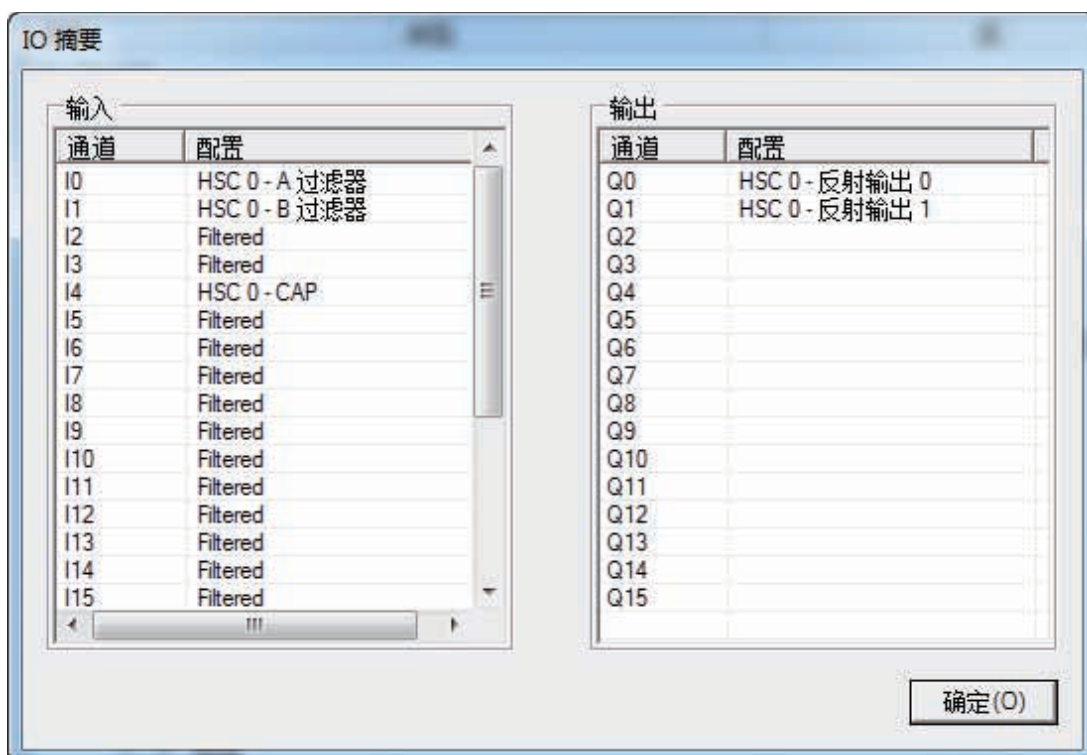 IO 摘要
输入
通道 配置
I0 HSC 0 - A 过滤器
I1 HSC 0 - B 过滤器
I2 Filtered
I3 Filtered
I4 HSC 0 - CAP
I5 Filtered
I6 Filtered
I7 Filtered
I8 Filtered
I9 Filtered
I10 Filtered
I11 Filtered
I12 Filtered
I13 Filtered
I14 Filtered
I15 Filtered
输出
通道 配置
Q0 HSC 0 - 反射输出 0
Q1 HSC 0 - 反射输出 1
Q2
Q3
Q4
Q5
Q6
Q7
Q8
Q9
Q10
Q11
Q12
Q13
Q14
Q15
确定(O)